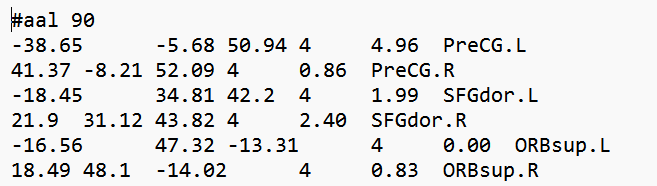 #aal 90
-38.65 -5.68 50.94 4 4.96 PreCG.L
41.37 -8.21 52.09 4 0.86 PreCG.R
-18.45 34.81 42.2 4 1.99 SFGdor.L
21.9 31.12 43.82 4 2.40 SFGdor.R
-16.56 47.32 -13.31 4 0.00 ORBsup.L
18.49 48.1 -14.02 4 0.83 ORBsup.R